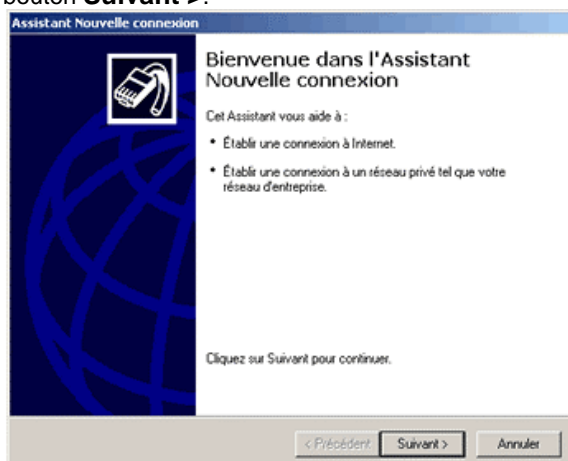 bouton Suivant >.
Assistant Nouvelle connexion
Bienvenue dans l'Assistant
Nouvelle connexion
Cet Assistant vous aide à :
• Établir une connexion à Internet.
• Établir une connexion à un réseau privé tel que votre
réseau d'entreprise.
Cliquez sur Suivant pour continuer.
< Précédent Suivant > Annuler